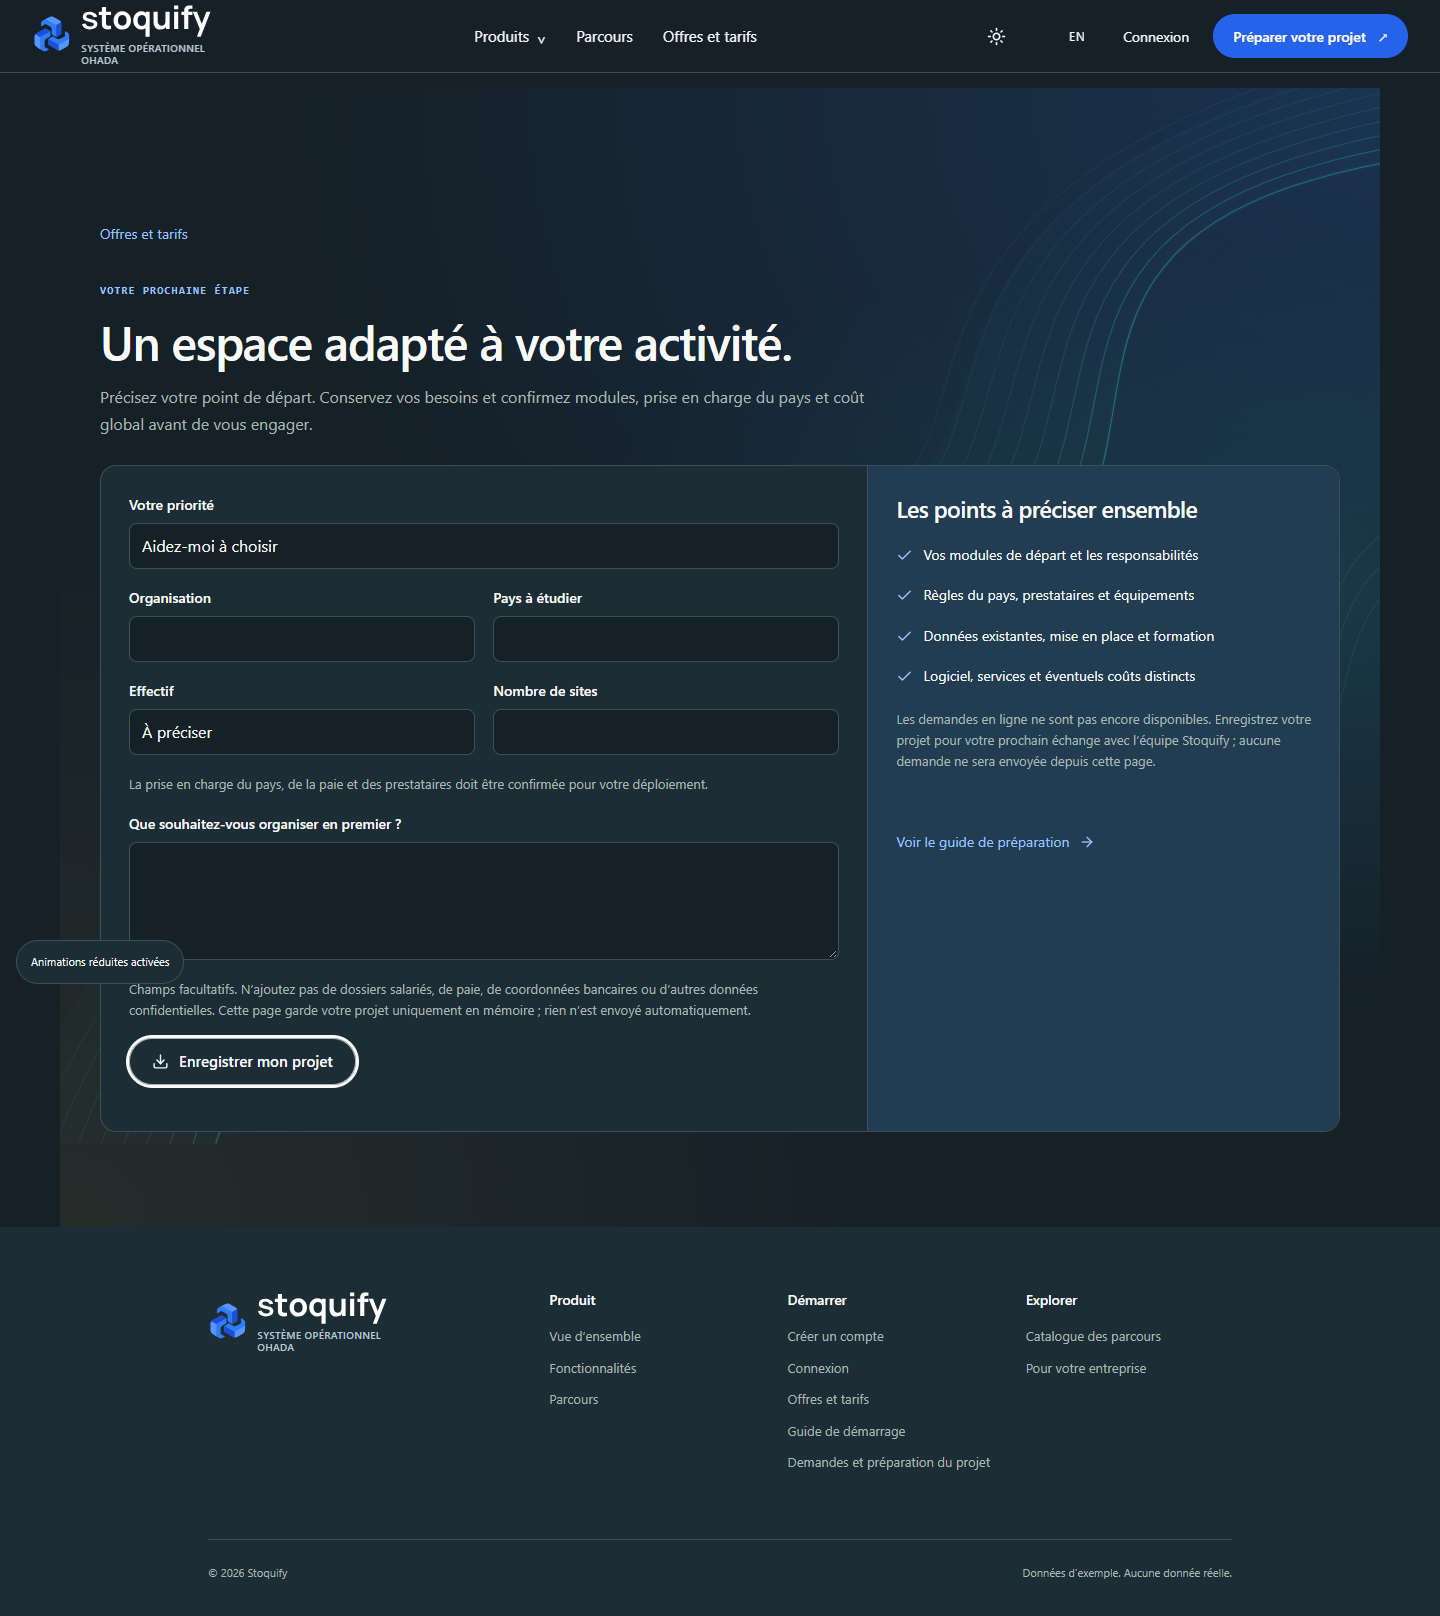 stoquify
SYSTÈME OPÉRATIONNEL
OHADA
Produits
Parcours
Offres et tarifs
EN
Connexion
Préparer votre projet ↗
Offres et tarifs
VOTRE PROCHAINE ÉTAPE
Un espace adapté à votre activité.
Précisez votre point de départ. Conservez vos besoins et confirmez modules, prise en charge du pays et coût
global avant de vous engager.
Votre priorité
Aidez-moi à choisir
Organisation
Pays à étudier
Effectif
Nombre de sites
À préciser
La prise en charge du pays, de la paie et des prestataires doit être confirmée pour votre déploiement.
Que souhaitez-vous organiser en premier ?
Animations réduites activées
Champs facultatifs. N’ajoutez pas de dossiers salariés, de paie, de coordonnées bancaires ou d’autres données
confidentielles. Cette page garde votre projet uniquement en mémoire ; rien n’est envoyé automatiquement.
Enregistrer mon projet
Les points à préciser ensemble
Vos modules de départ et les responsabilités
Règles du pays, prestataires et équipements
Données existantes, mise en place et formation
Logiciel, services et éventuels coûts distincts
Les demandes en ligne ne sont pas encore disponibles. Enregistrez votre
projet pour votre prochain échange avec l’équipe Stoquify ; aucune
demande ne sera envoyée depuis cette page.
Voir le guide de préparation →
stoquify
SYSTÈME OPÉRATIONNEL
OHADA
Produit
Vue d’ensemble
Fonctionnalités
Parcours
Démarrer
Créer un compte
Connexion
Offres et tarifs
Guide de démarrage
Demandes et préparation du projet
Explorer
Catalogue des parcours
Pour votre entreprise
© 2026 Stoquify
Données d’exemple. Aucune donnée réelle.